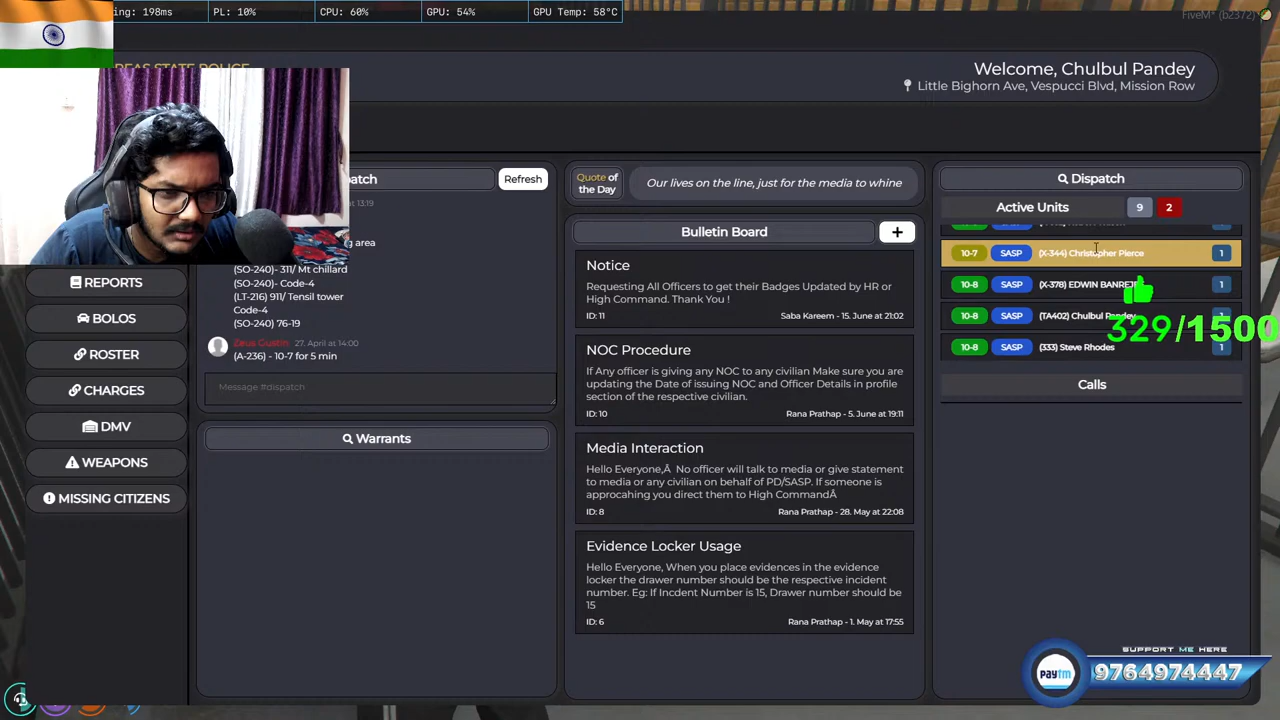 ing: 198ms
PL: 10%
CPU: 60%
GPU: 54%
GPU Temp: 58°C
FiveM* (b2372)
REAS STATE POLICE
Welcome, Chulbul Pandey
Little Bighorn Ave, Vespucci Blvd, Mission Row
REPORTS
BOLOS
ROSTER
CHARGES
DMV
WEAPONS
MISSING CITIZENS
patch
Refresh
at 13:19
g area
(SO-240)- 311/ Mt chillard
(SO-240)- Code-4
(LT-216) 911/ Tensil tower
Code-4
(SO-240) 76-19
Zeus Gustin 27. April at 14:00
(A-236) - 10-7 for 5 min
Message #dispatch
Warrants
Quote of
the Day
Our lives on the line, just for the media to whine
Bulletin Board
+
Notice
Requesting All Officers to get their Badges Updated by HR
or High Command. Thank You !
ID: 11
Saba Kareem - 15. June at 21:02
NOC Procedure
If Any officer is giving any NOC to any civilian Make sure you are
updating the Date of issuing NOC and Officer Details in profile
section of the respective civilian.
ID: 10
Rana Prathap - 5. June at 19:11
Media Interaction
Hello Everyone,Â No officer will talk to media or give statement
to media or any civilian on behalf of PD/SASP. If someone is
approcahing you direct them to High CommandÂ
ID: 8
Rana Prathap - 28. May at 22:08
Evidence Locker Usage
Hello Everyone, When you place evidences in the evidence
locker the drawer number should be the respective incident
number. Eg: If Incdent Number is 15, Drawer number should be
15
ID: 6
Rana Prathap - 1. May at 17:55
Dispatch
Active Units
9
2
10-7 SASP (X-344) Christopher Pierce 1
10-8 SASP (X-378) EDWIN 1
10-8 SASP (TA402) Chulbul Pandey 1
10-8 SASP (333) Steve Rhodes 1
329/1500
Calls
SUPPORT ME HERE
paytm
9764974447